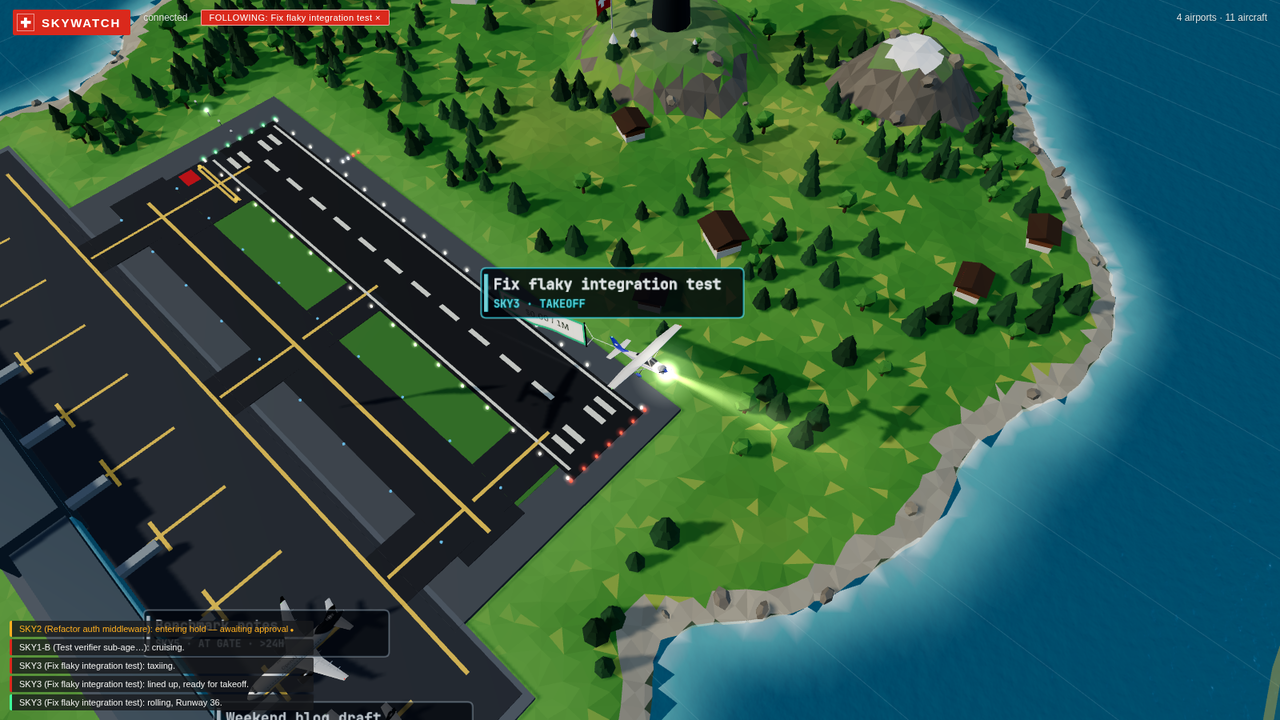 SKYWATCH
connected
FOLLOWING: Fix flaky integration test ×
4 airports · 11 aircraft
Fix flaky integration test
SKY3 · TAKEOFF
1M
Benchmark notes
AT GATE · >24H
SKY2 (Refactor auth middleware): entering hold — awaiting approval
SKY1-B (Test verifier sub-age…): cruising.
SKY3 (Fix flaky integration test): taxiing.
SKY3 (Fix flaky integration test): lined up, ready for takeoff.
SKY3 (Fix flaky integration test): rolling, Runway 36.
Weekend blog draft